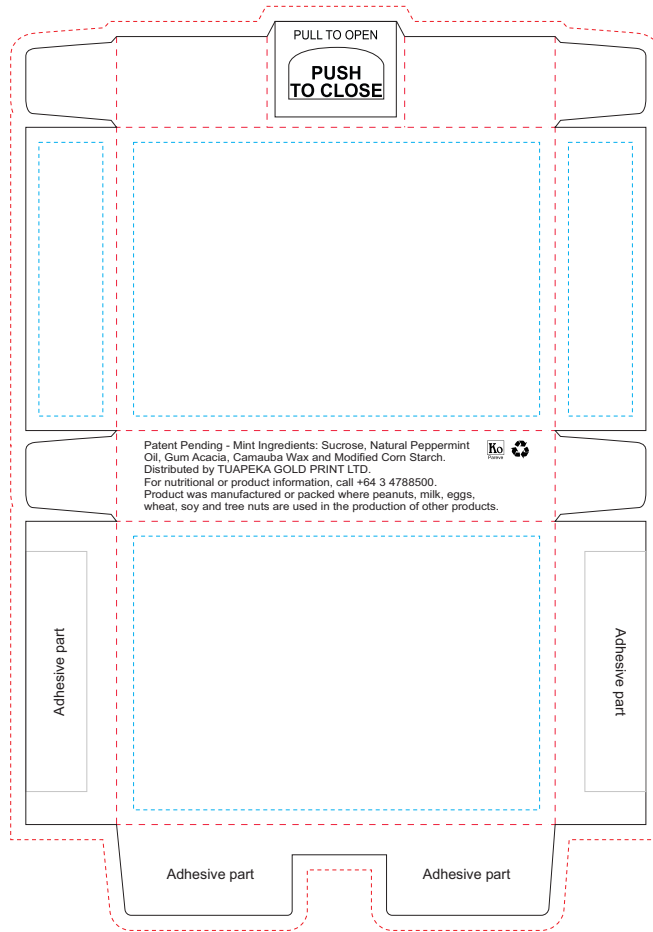 PULL TO OPEN
PUSH
TO CLOSE
Patent Pending - Mint Ingredients: Sucrose, Natural Peppermint
Oil, Gum Acacia, Camauba Wax and Modified Corn Starch.
Distributed by TUAPEKA GOLD PRINT LTD.
For nutritional or product information, call +64 3 4788500.
Product was manufactured or packed where peanuts, milk, eggs,
wheat, soy and tree nuts are used in the production of other products.
Ko
Pareve
Adhesive part
Adhesive part
Adhesive part
Adhesive part